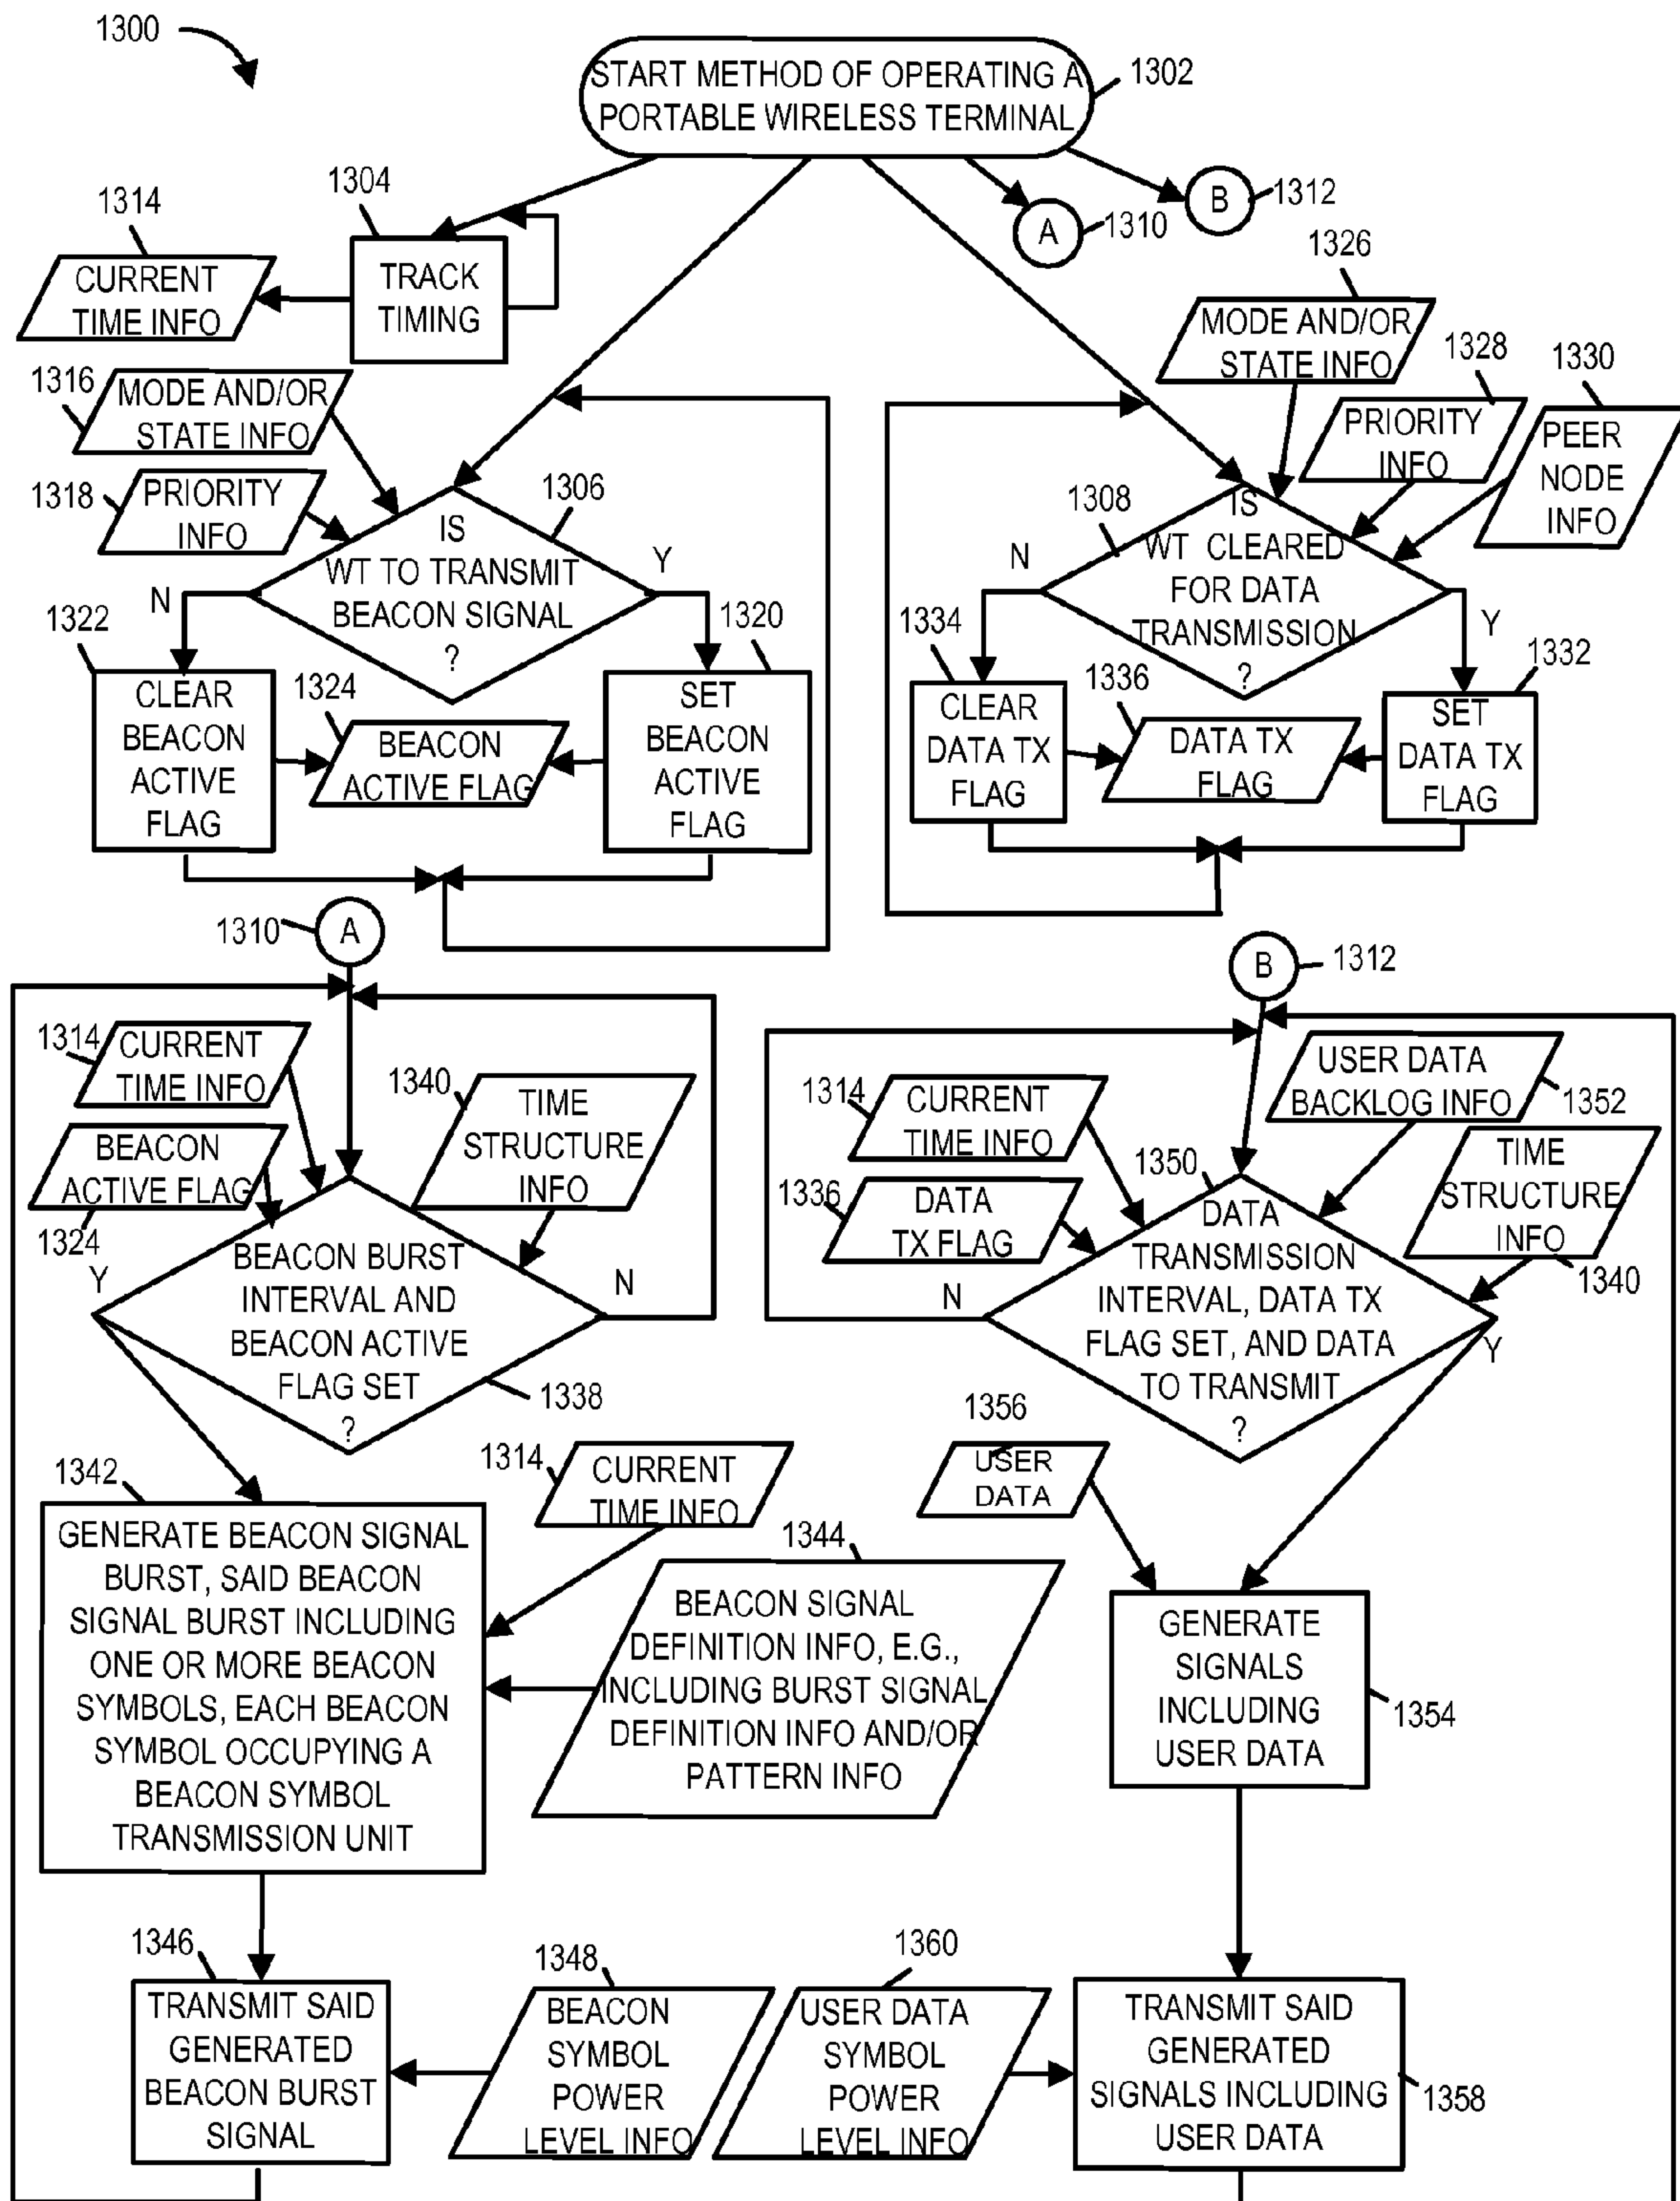 1300
START METHOD OF OPERATING A
PORTABLE WIRELESS TERMINAL
1302
1304
1314
CURRENT
TIME INFO
TRACK
TIMING
A
1310
B
1312
1326
MODE AND/OR
STATE INFO
1328
PRIORITY
INFO
1330
PEER
NODE
INFO
1316
MODE AND/OR
STATE INFO
1318
PRIORITY
INFO
1306
IS
WT TO TRANSMIT
BEACON SIGNAL
?
N
Y
1322
CLEAR
BEACON
ACTIVE
FLAG
1324
BEACON
ACTIVE FLAG
1320
SET
BEACON
ACTIVE
FLAG
1308
IS
WT CLEARED
FOR DATA
TRANSMISSION
?
N
Y
1334
CLEAR
DATA TX
FLAG
1336
DATA TX
FLAG
1332
SET
DATA TX
FLAG
1310
A
1314
CURRENT
TIME INFO
BEACON
ACTIVE FLAG
1324
1340
TIME
STRUCTURE
INFO
Y
N
BEACON BURST
INTERVAL AND
BEACON ACTIVE
FLAG SET
?
1338
B
1312
1314
CURRENT
TIME INFO
1336
DATA
TX FLAG
USER DATA
BACKLOG INFO
1352
TIME
STRUCTURE
INFO
1340
1350
DATA
TRANSMISSION
INTERVAL, DATA TX
FLAG SET, AND DATA
TO TRANSMIT
?
N
Y
1342
GENERATE BEACON SIGNAL
BURST, SAID BEACON
SIGNAL BURST INCLUDING
ONE OR MORE BEACON
SYMBOLS, EACH BEACON
SYMBOL OCCUPYING A
BEACON SYMBOL
TRANSMISSION UNIT
1314
CURRENT
TIME INFO
1344
BEACON SIGNAL
DEFINITION INFO, E.G.,
INCLUDING BURST SIGNAL
DEFINITION INFO AND/OR
PATTERN INFO
1356
USER
DATA
GENERATE
SIGNALS
INCLUDING
USER DATA
1354
1346
TRANSMIT SAID
GENERATED
BEACON BURST
SIGNAL
1348
BEACON
SYMBOL
POWER
LEVEL INFO
1360
USER DATA
SYMBOL
POWER
LEVEL INFO
TRANSMIT SAID
GENERATED
SIGNALS INCLUDING
USER DATA
1358